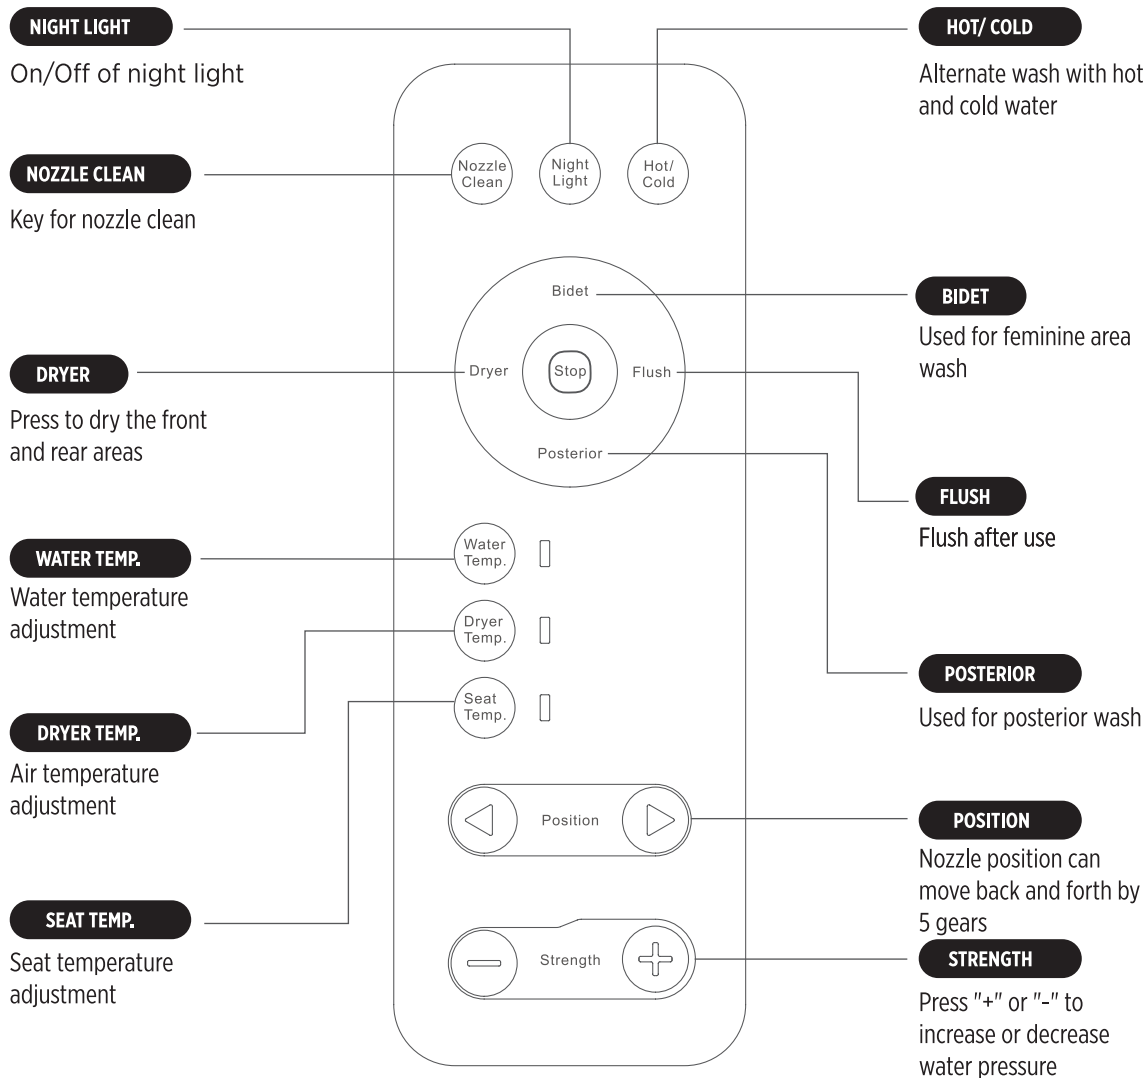 NIGHT LIGHT
On/Off of night light
NOZZLE CLEAN
Key for nozzle clean
DRYER
Press to dry the front
and rear areas
WATER TEMP.
Water temperature
adjustment
DRYER TEMP.
Air temperature
adjustment
SEAT TEMP.
Seat temperature
adjustment
Nozzle
Clean
Night
Light
Hot/
Cold
Bidet
Dryer
Stop
Flush
Posterior
Water
Temp.
Dryer
Temp.
Seat
Temp.
Position
Strength
HOT/ COLD
Alternate wash with hot
and cold water
BIDET
Used for feminine area
wash
FLUSH
Flush after use
POSTERIOR
Used for posterior wash
POSITION
Nozzle position can
move back and forth by
5 gears
STRENGTH
Press "+" or "-" to
increase or decrease
water pressure